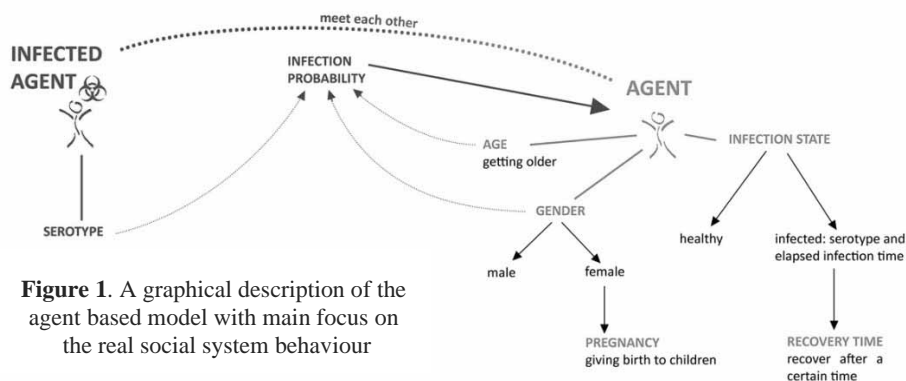 meet each other
INFECTED
AGENT
INFECTION
PROBABILITY
AGENT
AGE
getting older
INFECTION STATE
SEROTYPE
GENDER
male
female
healthy
infected: serotype and
elapsed infection time
PREGNANCY
giving birth to children
RECOVERY TIME
recover after a
certain time
Figure 1. A graphical description of the
agent based model with main focus on
the real social system behaviour